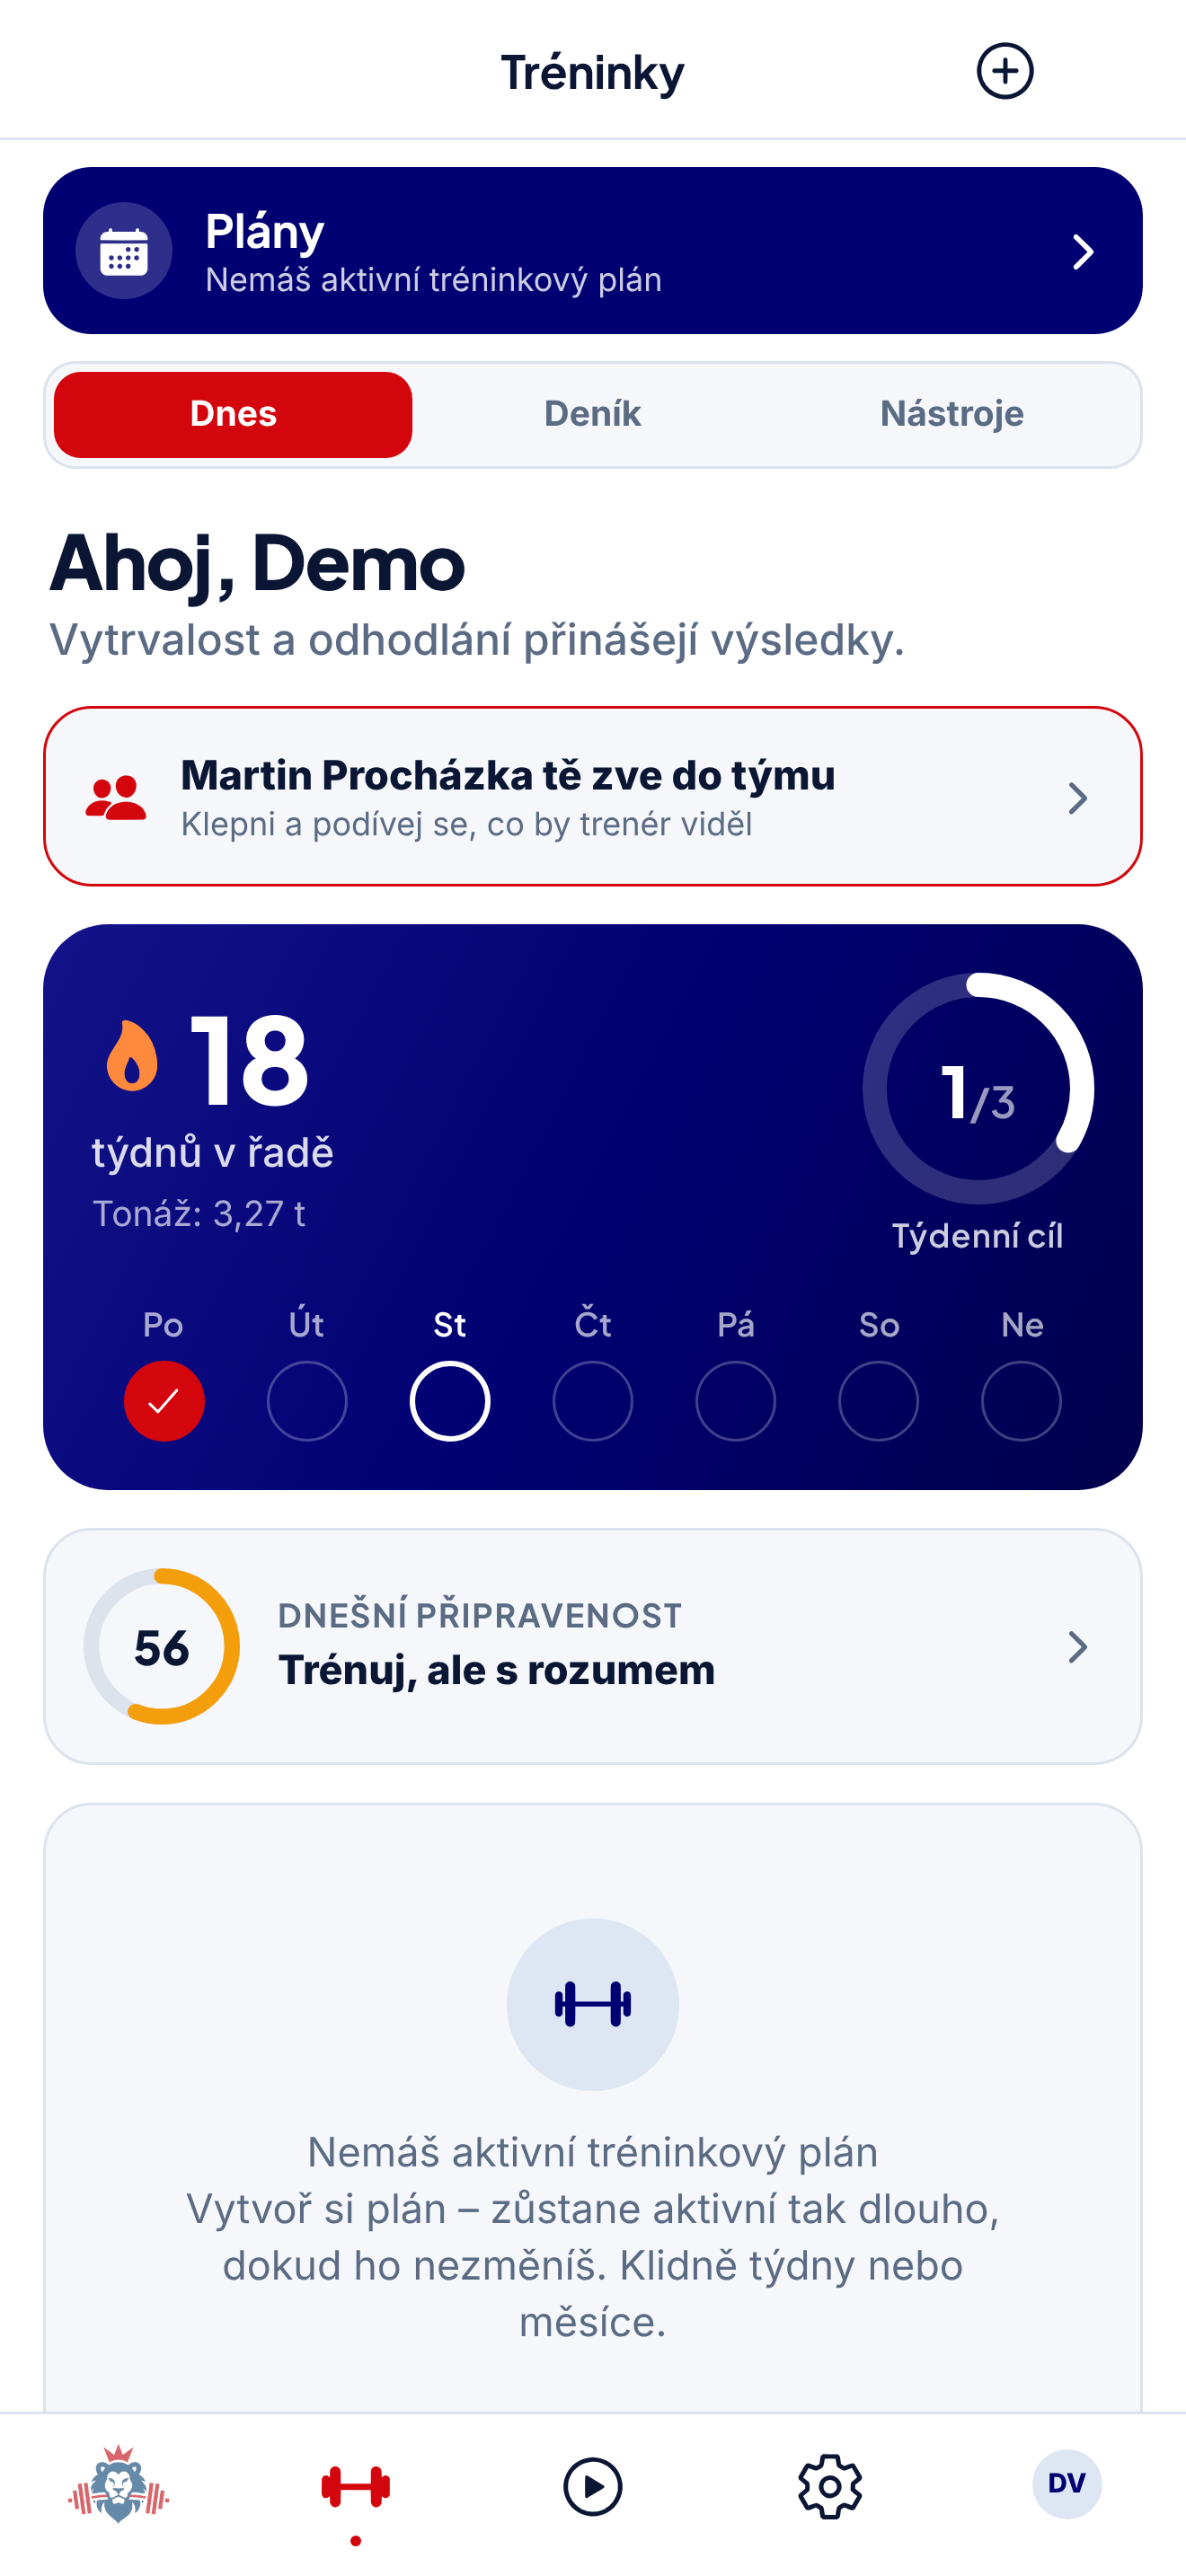 Tréninky
Plány
Nemáš aktivní tréninkový plán
Dnes
Deník
Nástroje
Ahoj, Demo
Vytrvalost a odhodlání přinášejí výsledky.
Martin Procházka tě zve do týmu
Klepni a podívej se, co by trenér viděl
18
týdnů v řadě
Tonáž: 3,27 t
1/3
Týdenní cíl
Po Út St Čt Pá So Ne
56
DNEŠNÍ PŘIPRAVENOST
Trénuj, ale s rozumem
Nemáš aktivní tréninkový plán
Vytvoř si plán – zůstane aktivní tak dlouho,
dokud ho nezměníš. Klidně týdny nebo
měsíce.
DV